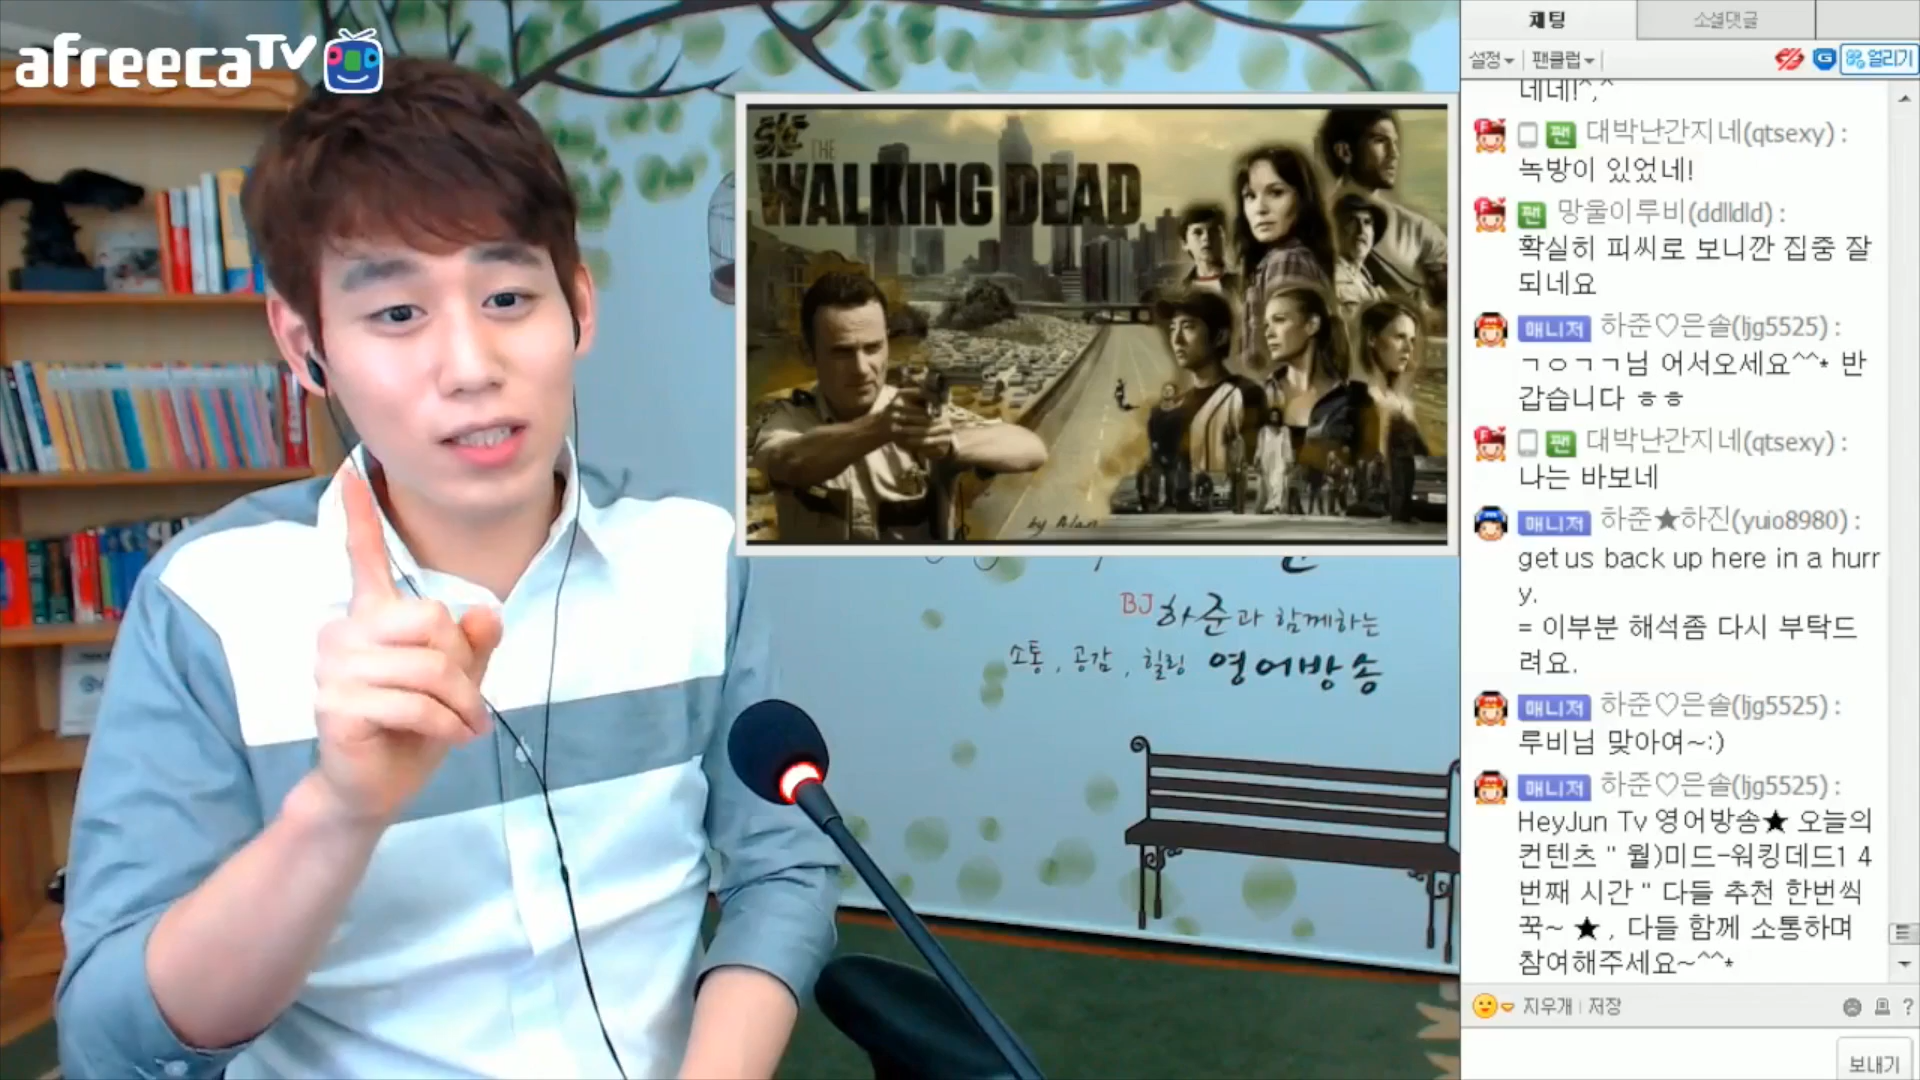 afreecaTV
THE
WALKING DEAD
by Alan
BJ 하준과 함께하는
소통, 공감, 힐링 영어방송
채팅
소셜댓글
설정
팬클럽
열리기
네네!^,^
팬 대박난간지네(qtsexy) :
녹방이 있었네!
팬 망울이루비(ddldld) :
확실히 피씨로 보니깐 집중 잘
되네요
매니저 하준♡은솔(ljg5525) :
ㄱㅇㄱㄱ님 어서오세요^^* 반
갑습니다 ㅎㅎ
팬 대박난간지네(qtsexy) :
나는 바보네
매니저 하준★하진(yuio8980) :
get us back up here in a hurr
y.
= 이부분 해석좀 다시 부탁드
려요.
매니저 하준♡은솔(ljg5525) :
루비님 맞아여~:)
매니저 하준♡은솔(ljg5525) :
HeyJun Tv 영어방송★ 오늘의
컨텐츠 " 월)미드-워킹데드1 4
번째 시간 " 다들 추천 한번씩
꾹~ ★ , 다들 함께 소통하며
참여해주세요~^^*
지우개 | 저장
?
보내기